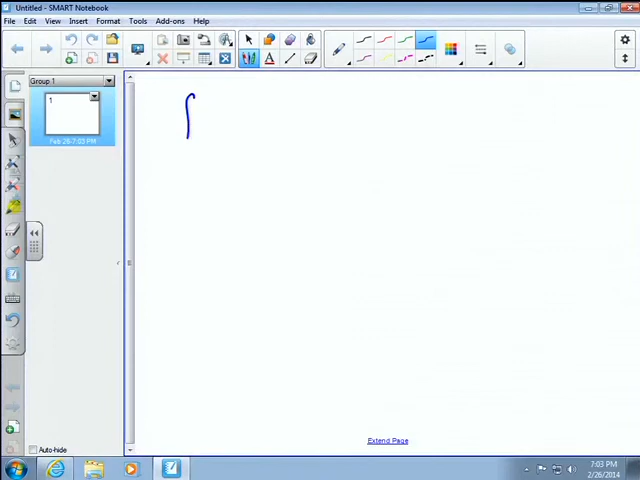 Untitled - SMART Notebook
File Edit View Insert Format Tools Add-ons Help
Group 1
1
Feb 26-7:03 PM
Extend Page
Auto-hide
7:03 PM
2/26/2014